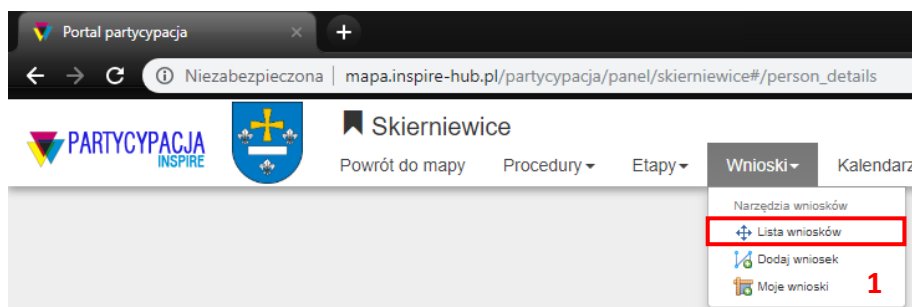 Portal partycypacja
Niezabezpieczona | mapa.inspire-hub.pl/partycypacja/panel/skierniewice#/person_details
PARTYCYPACJA
INSPIRE
Skierniewice
Powrót do mapy Procedury Etapy Wnioski Kalendarz
Narzędzia wniosków
Lista wniosków
Dodaj wniosek
Moje wnioski
1